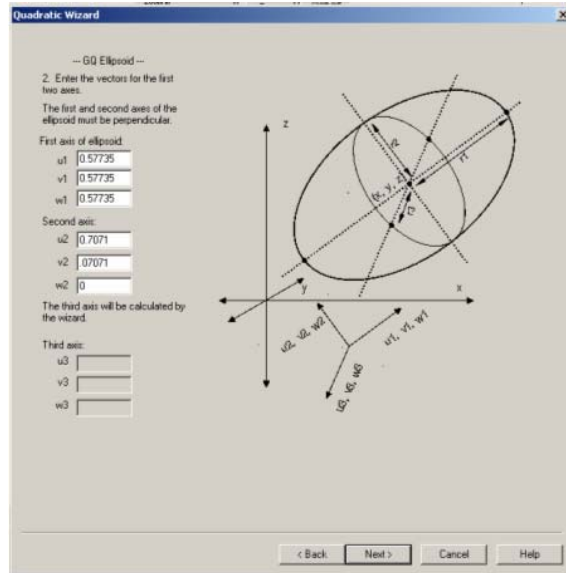 Quadratic Wizard
--- GQ Ellipsoid ---
2. Enter the vectors for the first
two axes.
The first and second axes of the
ellipsoid must be perpendicular.
First axis of ellipsoid:
u1 0.57735
v1 0.57735
w1 0.57735
Second axis:
u2 0.7071
v2 .07071
w2 0
The third axis will be calculated by
the wizard.
Third axis:
u3
v3
w3
z
r2
r1
(x, y, z)
r3
y
x
u2, v2, w2
u1, v1, w1
u3, v3, w3
< Back
Next >
Cancel
Help